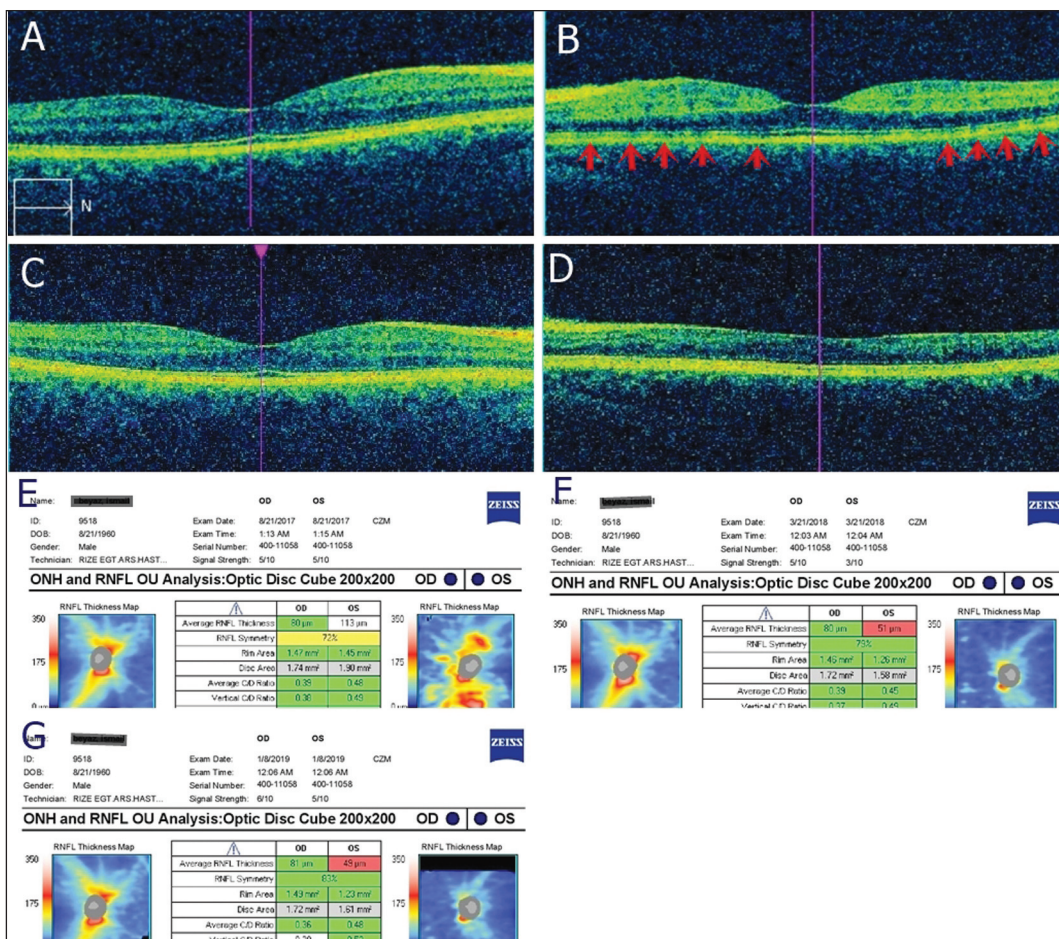 A
B
N
C
D
E
Name:
OD
OS
ZEISS
ID:
9518
Exam Date:
8/21/2017
8/21/2017
CZM
DOB:
8/21/1960
Exam Time:
1:13 AM
1:15 AM
Gender:
Male
Serial Number:
400-11058
400-11058
Technician:
RIZE EGT.ARS.HAST...
Signal Strength:
5/10
5/10
ONH and RNFL OU Analysis:Optic Disc Cube 200x200
OD
OS
RNFL Thickness Map
RNFL Thickness Map
350
175
0 µm
OD
OS
Average RNFL Thickness
80 µm
113 µm
RNFL Symmetry
72%
Rim Area
1.47 mm²
1.45 mm²
Disc Area
1.74 mm²
1.90 mm²
Average C/D Ratio
0.39
0.48
Vertical C/D Ratio
0.38
0.49
350
175
0 µm
F
Name:
OD
OS
ZEISS
ID:
9518
Exam Date:
3/21/2018
3/21/2018
CZM
DOB:
8/21/1960
Exam Time:
12:03 AM
12:04 AM
Gender:
Male
Serial Number:
400-11058
400-11058
Technician:
RIZE EGT.ARS.HAST...
Signal Strength:
5/10
3/10
ONH and RNFL OU Analysis:Optic Disc Cube 200x200
OD
OS
RNFL Thickness Map
RNFL Thickness Map
350
175
OD
OS
Average RNFL Thickness
80 µm
51 µm
RNFL Symmetry
Rim Area
1.46 mm²
1.26 mm²
Disc Area
1.72 mm²
1.58 mm²
Average C/D Ratio
0.39
0.45
Vertical C/D Ratio
0.37
0.49
350
175
G
OD
OS
ZEISS
ID:
9518
Exam Date:
1/8/2019
1/8/2019
CZM
DOB:
8/21/1960
Exam Time:
12:06 AM
12:06 AM
Gender:
Male
Serial Number:
400-11058
400-11058
Technician:
RIZE EGT.ARS.HAST...
Signal Strength:
6/10
5/10
ONH and RNFL OU Analysis:Optic Disc Cube 200x200
OD
OS
RNFL Thickness Map
RNFL Thickness Map
350
175
OD
OS
Average RNFL Thickness
81 µm
49 µm
RNFL Symmetry
83%
Rim Area
1.49 mm²
1.23 mm²
Disc Area
1.72 mm²
1.61 mm²
Average C/D Ratio
0.36
0.48
Vertical C/D Ratio
350
175